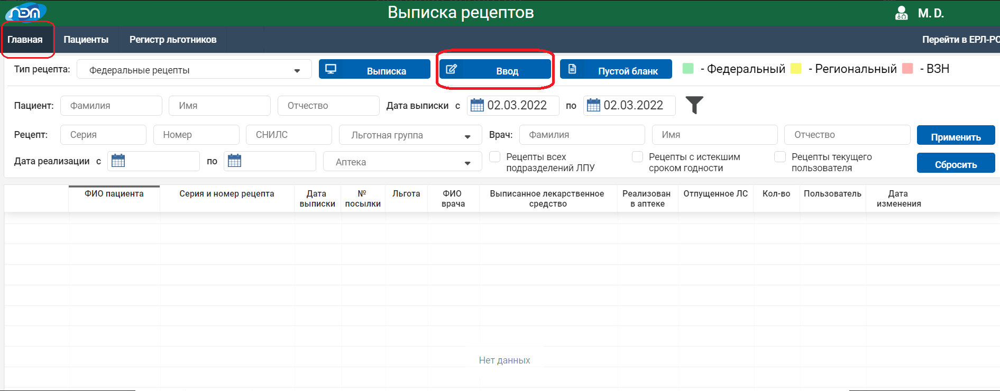 ЛЭМ
Выписка рецептов
M. D.
Главная Пациенты Регистр льготников
Перейти в ЕРЛ-РС
Тип рецепта: Федеральные рецепты Выписка Ввод Пустой бланк - Федеральный - Региональный - ВЗН
Пациент: Фамилия Имя Отчество Дата выписки с 02.03.2022 по 02.03.2022
Рецепт: Серия Номер СНИЛС Льготная группа Врач: Фамилия Имя Отчество Применить
Дата реализации с по Аптека
Рецепты всех
подразделений ЛПУ
Рецепты с истекшим
сроком годности
Рецепты текущего
пользователя
Сбросить
ФИО пациента
Серия и номер рецепта
Дата
выписки
№
посылки
Льгота
ФИО
врача
Выписанное лекарственное
средство
Реализован
в аптеке
Отпущенное ЛС
Кол-во
Пользователь
Дата
изменения
Нет данных